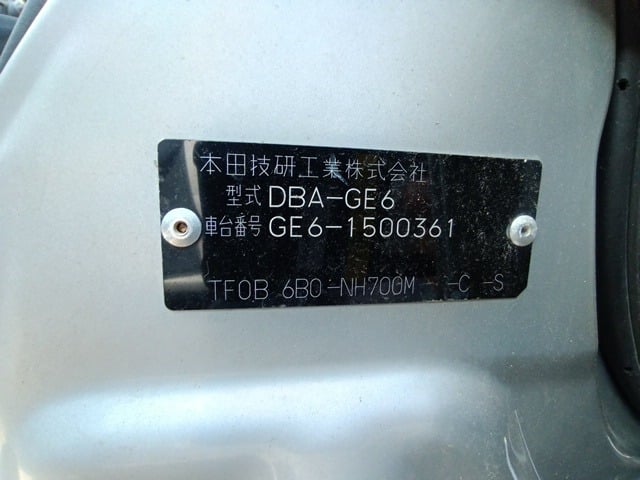 本田技研工業株式会社
型式 DBA-GE6
車台番号 GE6-1500361
TF0B 6B0-NH700M -C -S